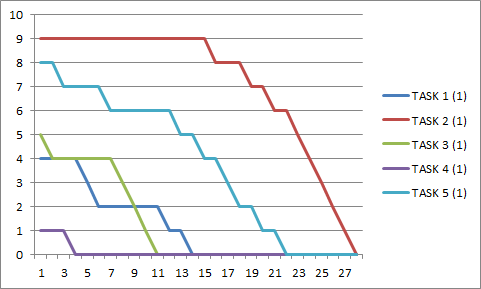 10
9
8
7
6
5
4
3
2
1
0
1 3 5 7 9 11 13 15 17 19 21 23 25 27
TASK 1 (1)
TASK 2 (1)
TASK 3 (1)
TASK 4 (1)
TASK 5 (1)